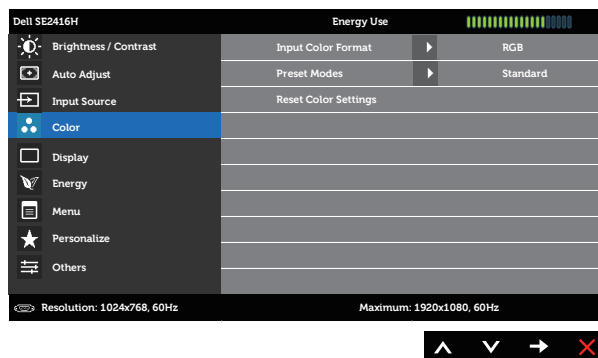 Dell SE2416H Energy Use
Brightness / Contrast Input Color Format RGB
Auto Adjust Preset Modes Standard
Input Source Reset Color Settings
Color
Display
Energy
Menu
Personalize
Others
Resolution: 1024x768, 60Hz Maximum: 1920x1080, 60Hz